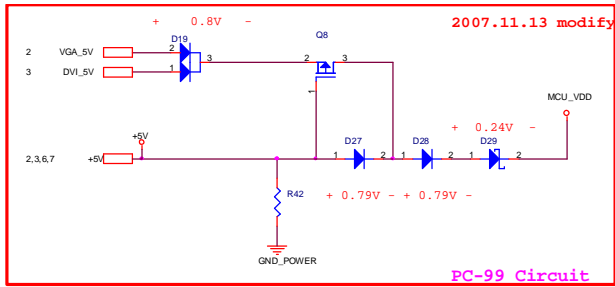 + 0.8V -
2007.11.13 modify
D19
Q8
2 VGA_5V 2
3 2 3
3 DVI_5V 1
1
MCU_VDD
+5V
+ 0.24V -
D27 D28 D29
2,3,6,7 +5V 1 2 1 2 1 2
R42
+ 0.79V - + 0.79V -
GND_POWER
PC-99 Circuit